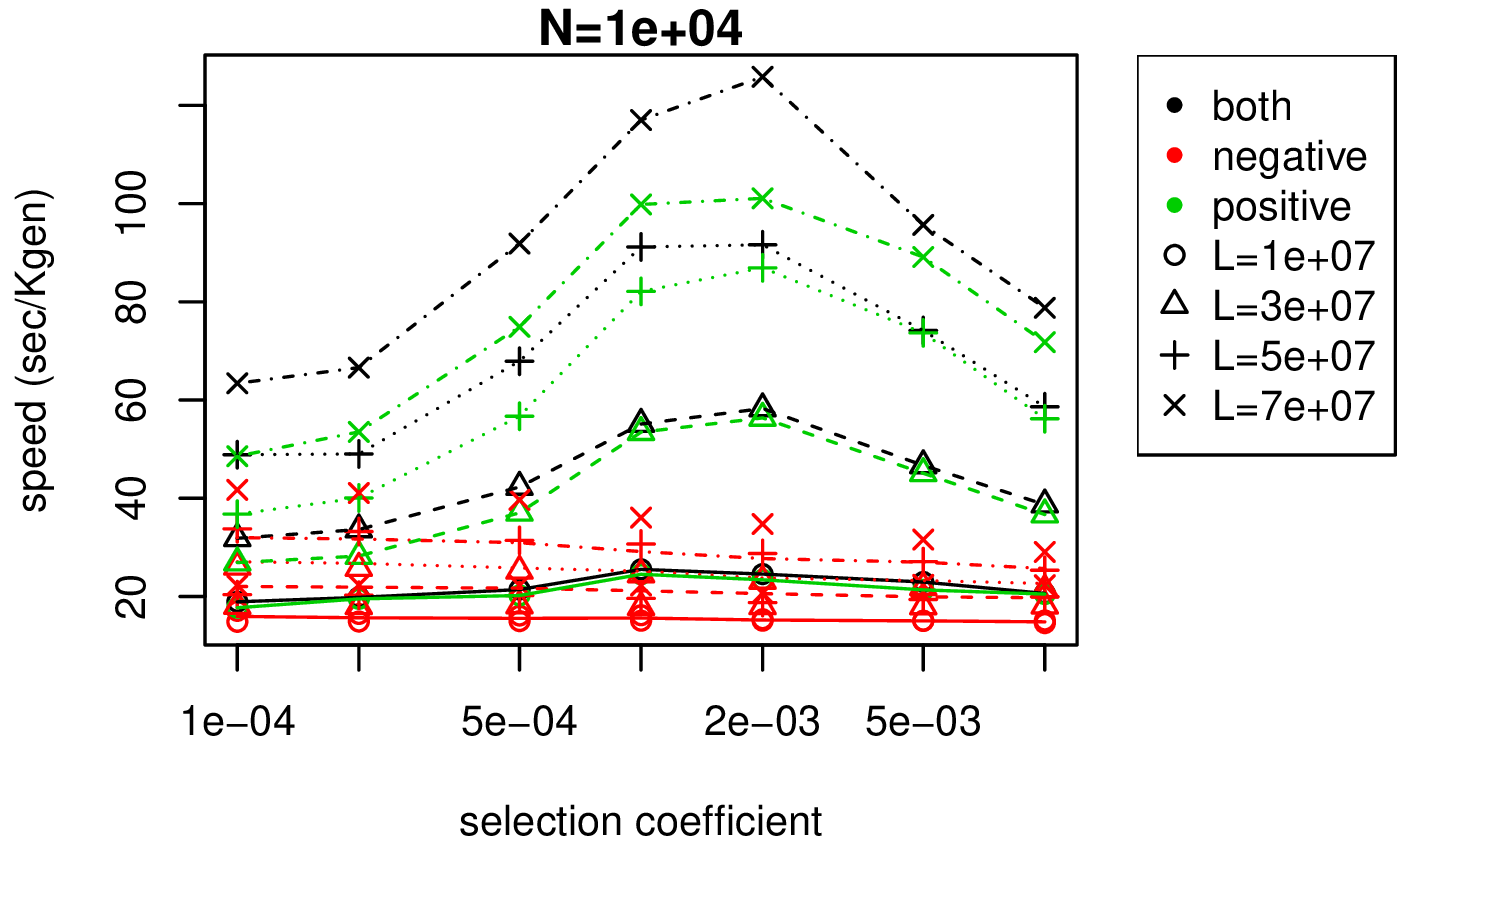 N=1e+04
speed (sec/Kgen)
100
80
60
40
20
1e−04
5e−04
2e−03
5e−03
selection coefficient
both
negative
positive
L=1e+07
L=3e+07
L=5e+07
L=7e+07